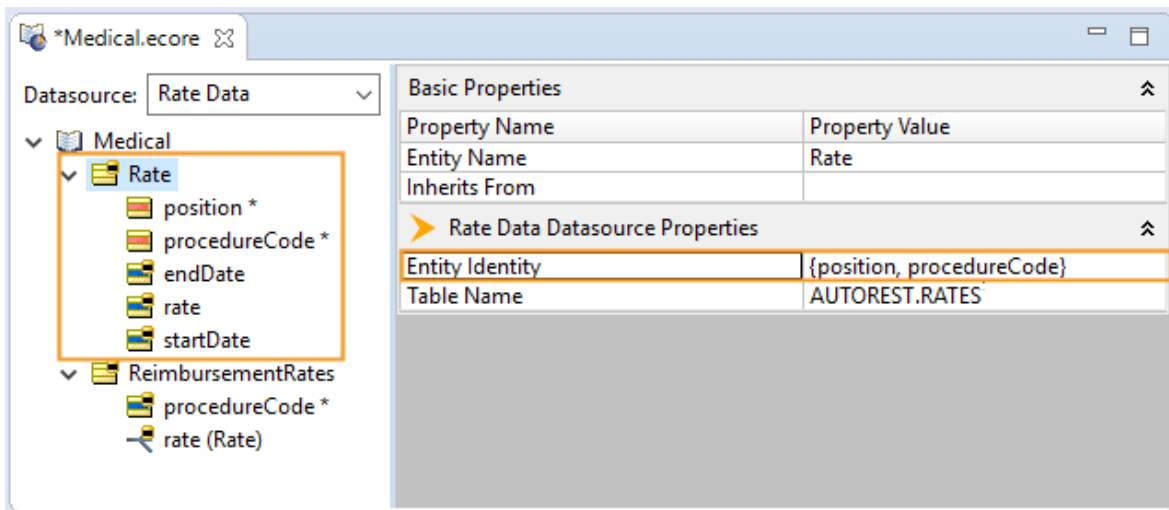 *Medical.ecore
Datasource: Rate Data
Medical
Rate
position *
procedureCode *
endDate
rate
startDate
ReimbursementRates
procedureCode *
rate (Rate)
Basic Properties
Property Name Property Value
Entity Name Rate
Inherits From
Rate Data Datasource Properties
Entity Identity {position, procedureCode}
Table Name AUTOREST.RATES